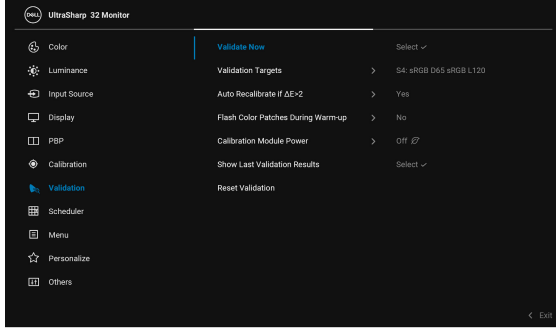 DELL UltraSharp 32 Monitor
Color
Luminance
Input Source
Display
PBP
Calibration
Validation
Scheduler
Menu
Personalize
Others
Validate Now Select
Validation Targets S4: sRGB D65 sRGB L120
Auto Recalibrate if ΔE>2 Yes
Flash Color Patches During Warm-up No
Calibration Module Power Off
Show Last Validation Results Select
Reset Validation
Exit